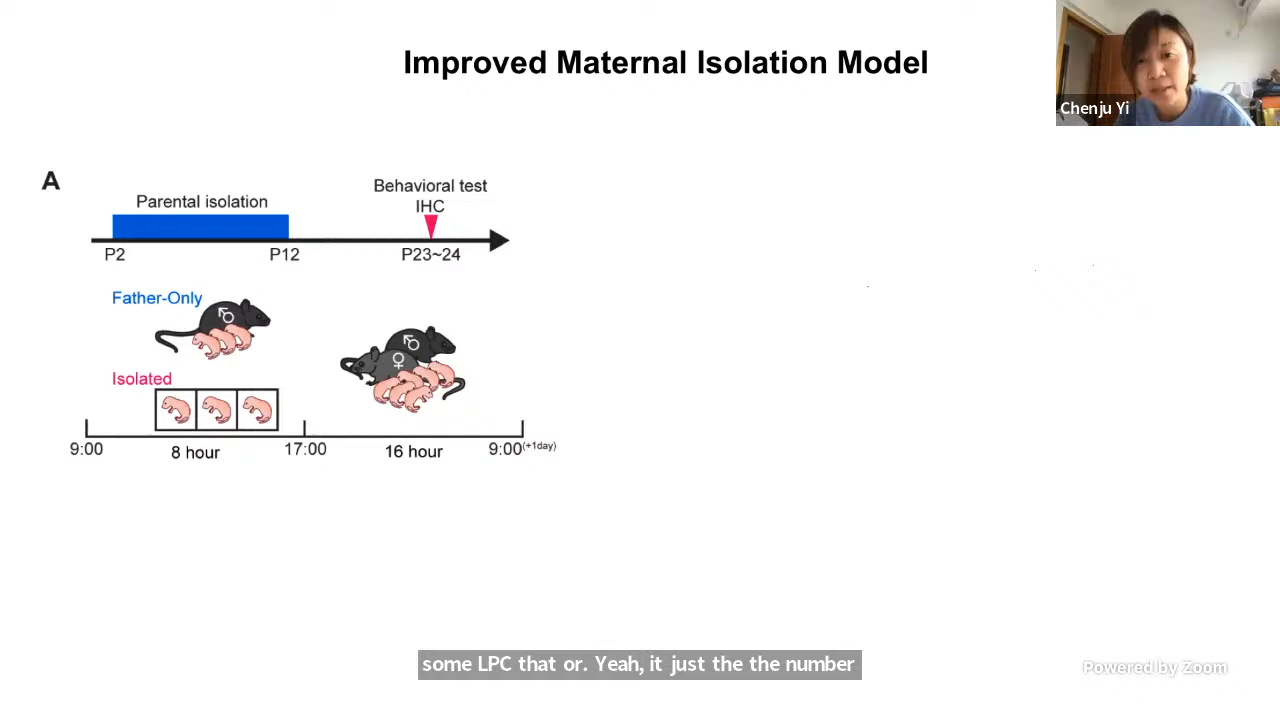 Improved Maternal Isolation Model
Chenju Yi
A
Parental isolation
Behavioral test
IHC
P2
P12
P23~24
Father-Only
♂
♂
♀
Isolated
9:00
8 hour
17:00
16 hour
9:00(+1day)
some LPC that or. Yeah, it just the the number
Powered by Zoom